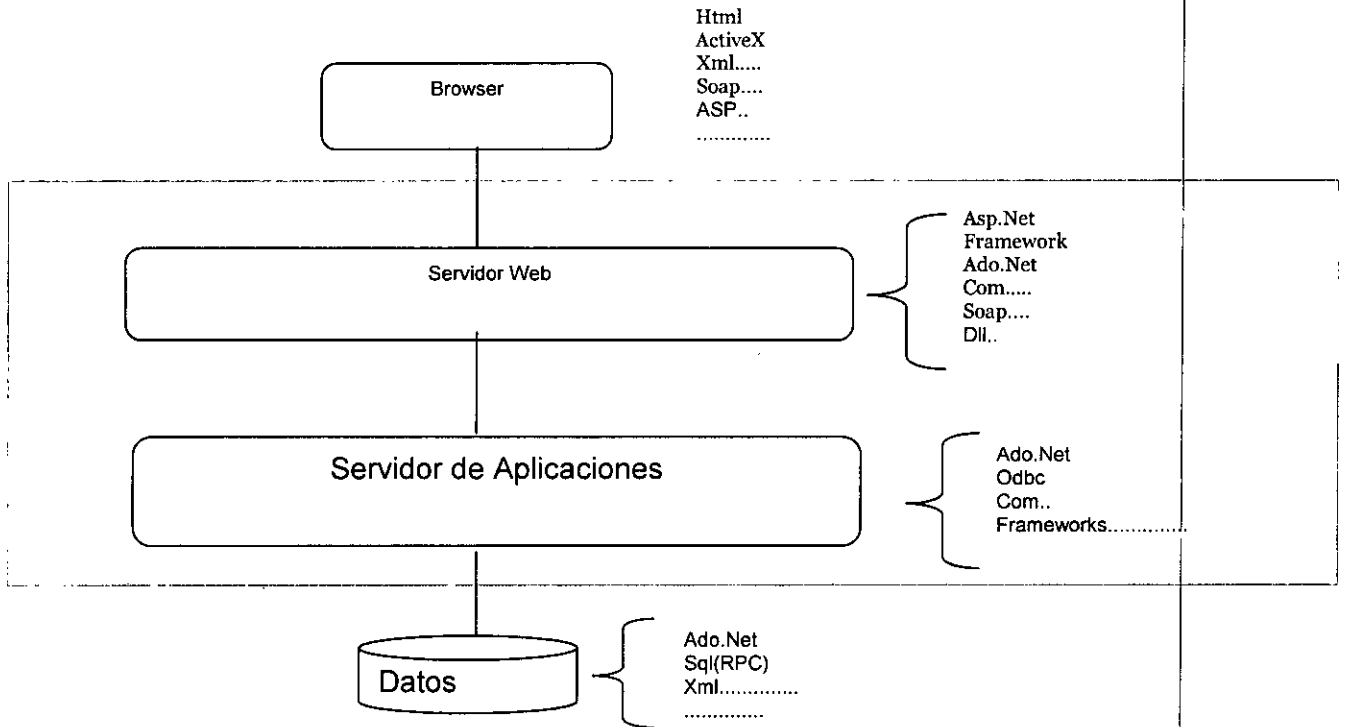 Html
ActiveX
Xml.....
Soap....
ASP..
.............
Browser
Asp.Net
Framework
Ado.Net
Com.....
Soap....
Dll..
Servidor Web
Ado.Net
Odbc
Com..
Frameworks..............
Servidor de Aplicaciones
Ado.Net
Sql(RPC)
Xml..............
..............
Datos